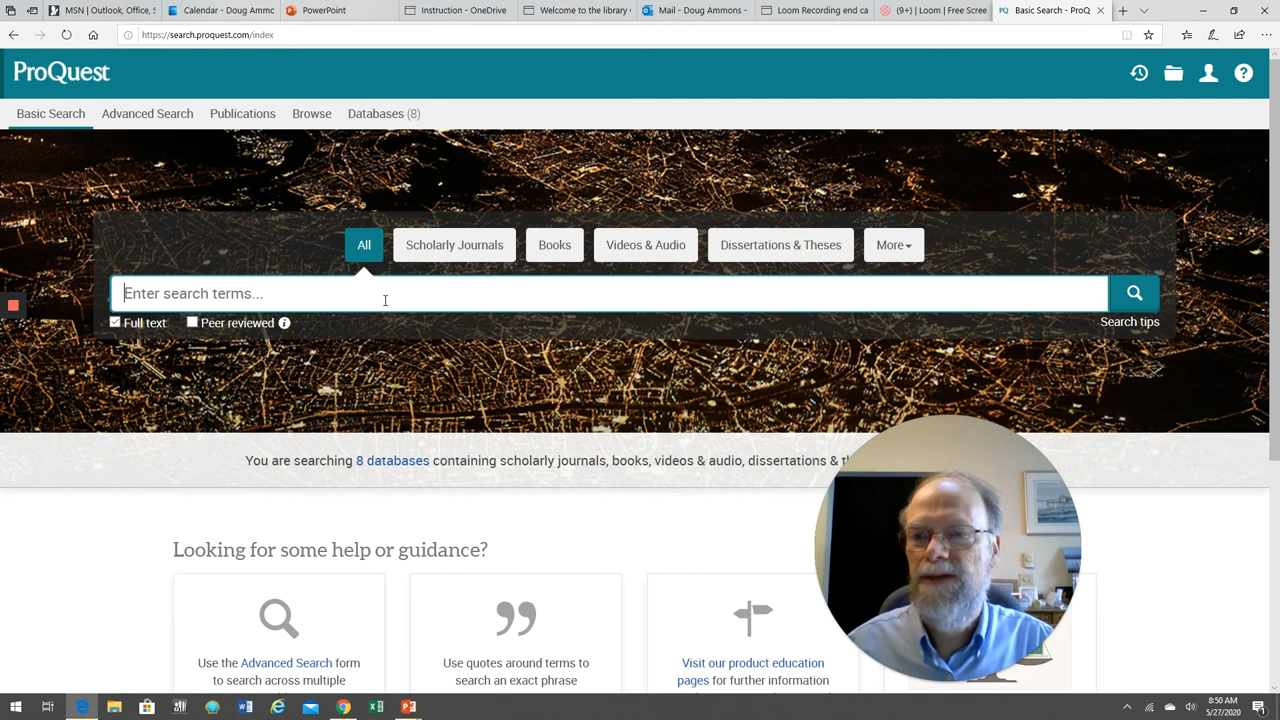 MSN | Outlook, Office, S
Calendar - Doug Ammo
PowerPoint
Instruction - OneDrive
Welcome to the library
Mail - Doug Ammons -
Loom Recording end ca
(9+) | Loom | Free Scree
PQ Basic Search - ProQ
https://search.proquest.com/index
ProQuest
Basic Search Advanced Search Publications Browse Databases (8)
All Scholarly Journals Books Videos & Audio Dissertations & Theses More
Enter search terms...
Full text Peer reviewed Search tips
You are searching 8 databases containing scholarly journals, books, videos & audio, dissertations &
Looking for some help or guidance?
Use the Advanced Search form
to search across multiple
Use quotes around terms to
search an exact phrase
Visit our product education
pages for further information
8:50 AM
5/27/2020